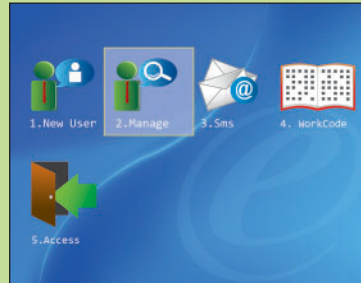 1.New User
2.Manage
3.Sms
4. WorkCode
@
5.Access